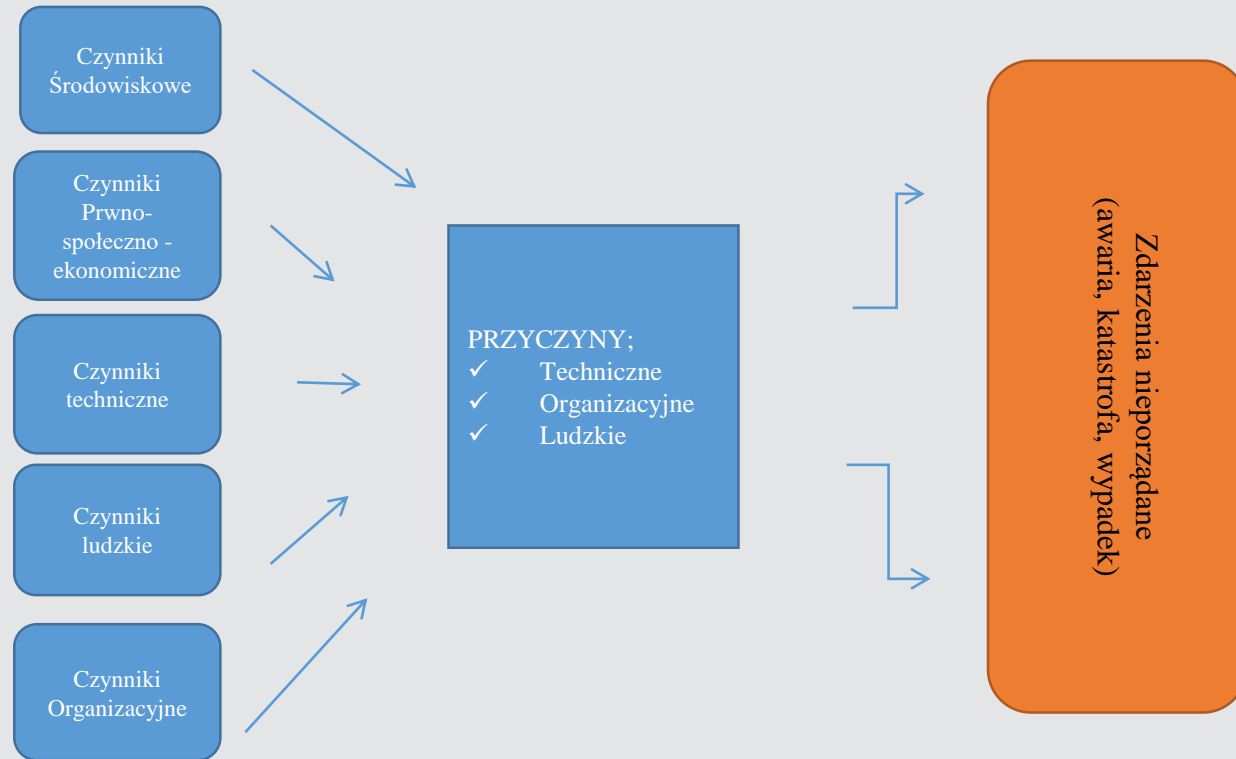 Czynniki
Środowiskowe
Czynniki
Prwno-
społeczno -
ekonomiczne
Czynniki
techniczne
Czynniki
ludzkie
Czynniki
Organizacyjne
PRZYCZYNY;
✓ Techniczne
✓ Organizacyjne
✓ Ludzkie
Zdarzenia nieporządane
(awaria, katastrofa, wypadek)